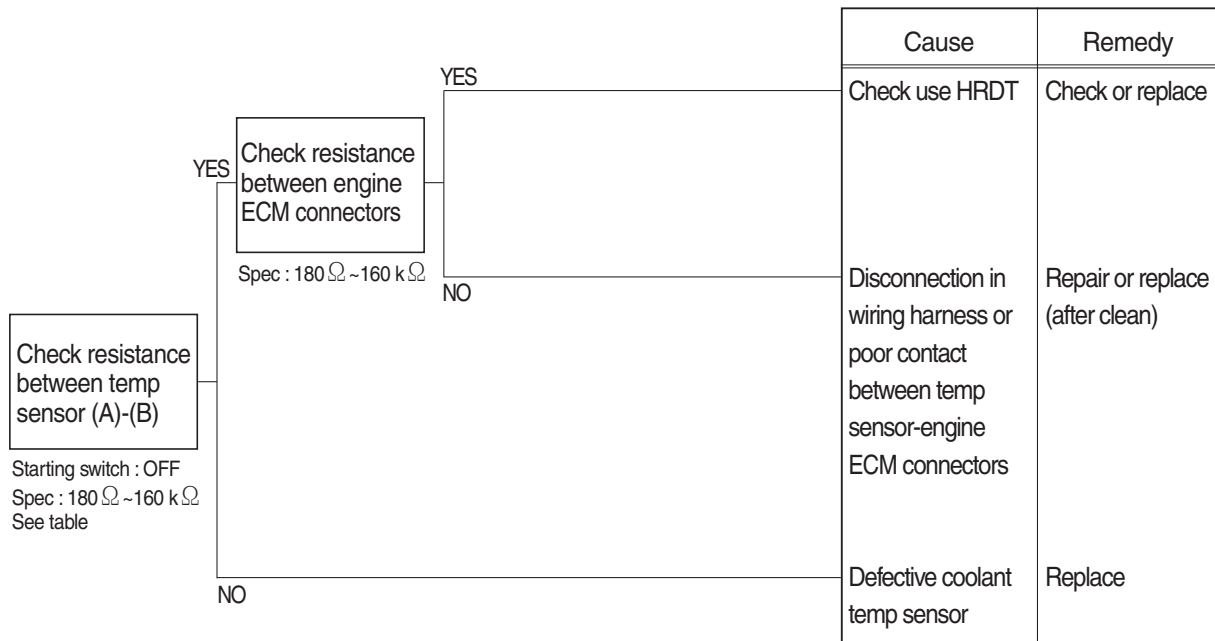 Cause
Remedy
YES
Check use HRDT
Check or replace
YES
Check resistance
between engine
ECM connectors
Spec : 180 Ω ~160 k Ω
NO
Disconnection in
wiring harness or
poor contact
between temp
sensor-engine
ECM connectors
Repair or replace
(after clean)
Check resistance
between temp
sensor (A)-(B)
Starting switch : OFF
Spec : 180 Ω ~160 k Ω
See table
NO
Defective coolant
temp sensor
Replace